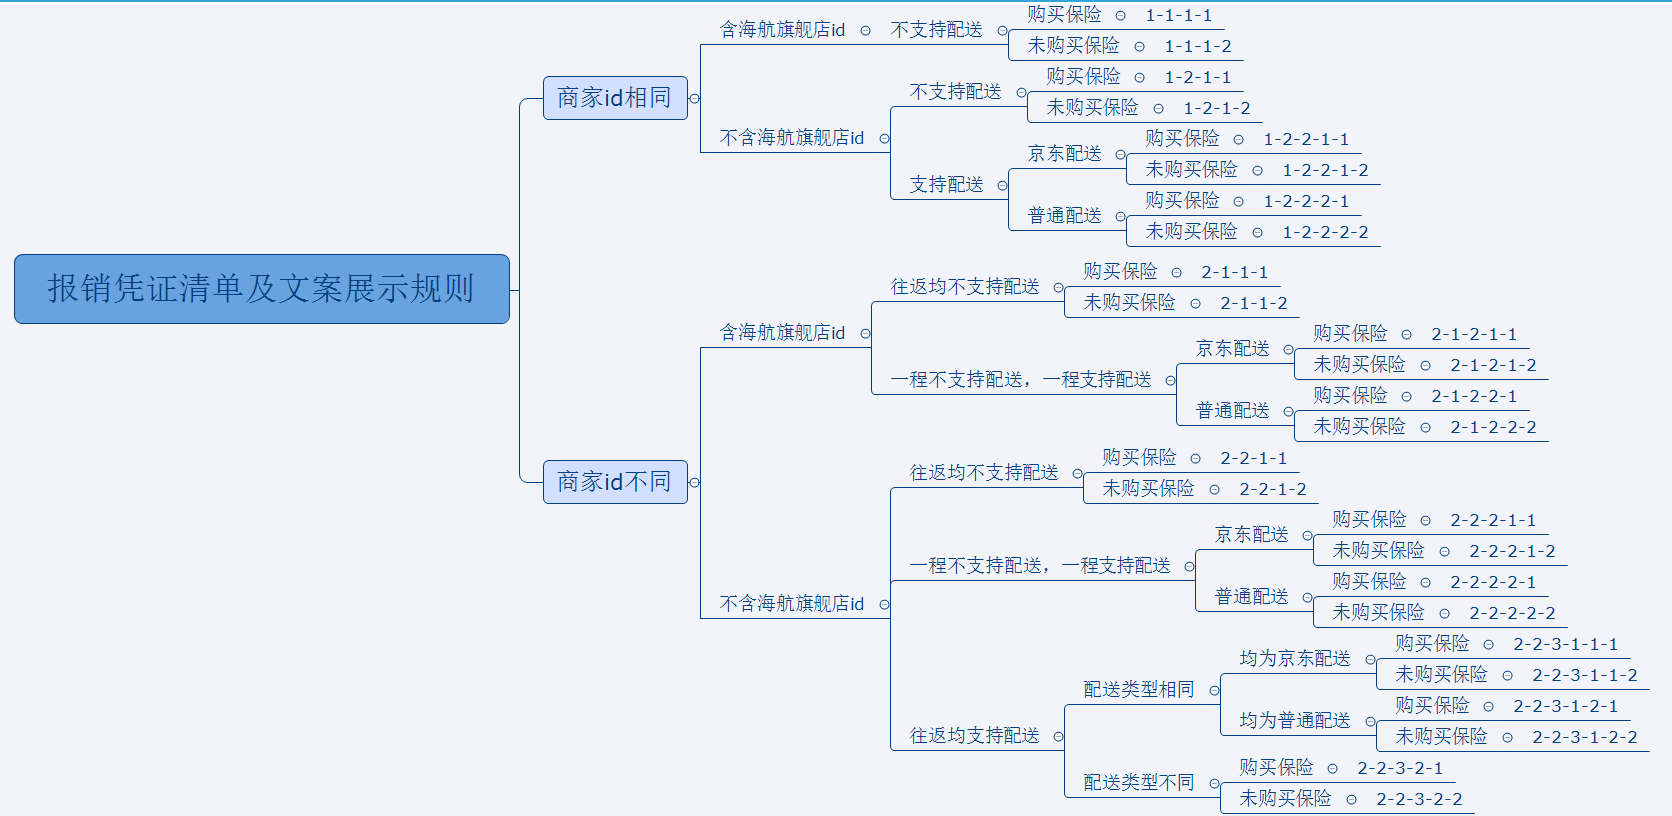 报销凭证清单及文案展示规则
商家id相同
含海航旗舰店id
不支持配送
购买保险 1-1-1-1
未购买保险 1-1-1-2
不含海航旗舰店id
不支持配送
购买保险 1-2-1-1
未购买保险 1-2-1-2
支持配送
京东配送
购买保险 1-2-2-1-1
未购买保险 1-2-2-1-2
普通配送
购买保险 1-2-2-2-1
未购买保险 1-2-2-2-2
商家id不同
含海航旗舰店id
往返均不支持配送
购买保险 2-1-1-1
未购买保险 2-1-1-2
一程不支持配送，一程支持配送
京东配送
购买保险 2-1-2-1-1
未购买保险 2-1-2-1-2
普通配送
购买保险 2-1-2-2-1
未购买保险 2-1-2-2-2
不含海航旗舰店id
往返均不支持配送
购买保险 2-2-1-1
未购买保险 2-2-1-2
一程不支持配送，一程支持配送
京东配送
购买保险 2-2-2-1-1
未购买保险 2-2-2-1-2
普通配送
购买保险 2-2-2-2-1
未购买保险 2-2-2-2-2
往返均支持配送
配送类型相同
均为京东配送
购买保险 2-2-3-1-1-1
未购买保险 2-2-3-1-1-2
均为普通配送
购买保险 2-2-3-1-2-1
未购买保险 2-2-3-1-2-2
配送类型不同
购买保险 2-2-3-2-1
未购买保险 2-2-3-2-2